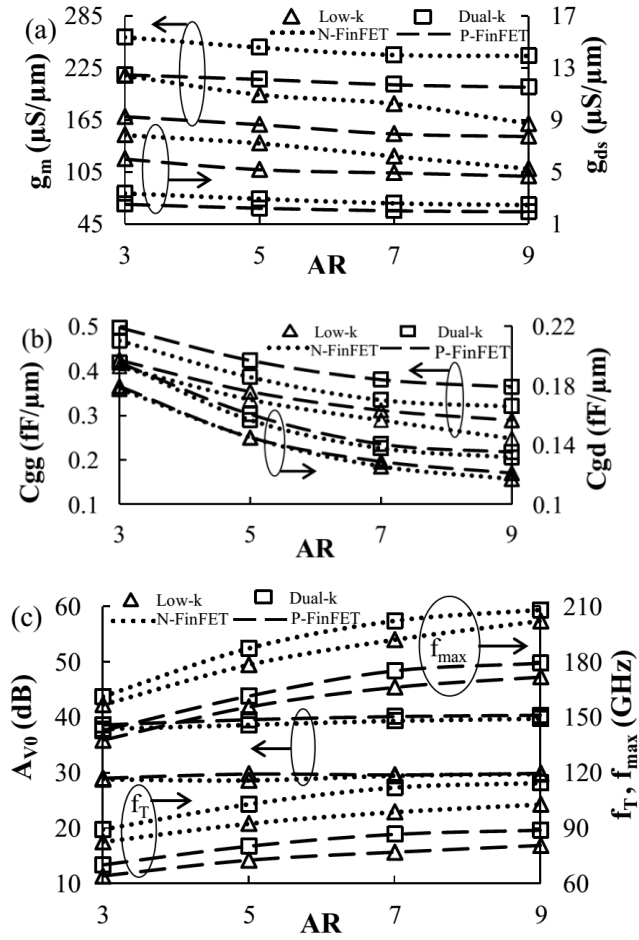 (a)
Low-k
Dual-k
N-FinFET
P-FinFET
285
225
165
105
45
17
13
9
5
1
gm (µS/µm)
gds (µS/µm)
3 5 7 9
AR
(b)
Low-k
Dual-k
N-FinFET
P-FinFET
0.5
0.4
0.3
0.2
0.1
0.22
0.18
0.14
0.1
Cgg (fF/µm)
Cgd (fF/µm)
3 5 7 9
AR
(c)
Low-k
Dual-k
N-FinFET
P-FinFET
60
50
40
30
20
10
210
180
150
120
90
60
AV0 (dB)
fT, fmax (GHz)
fmax
fT
3 5 7 9
AR